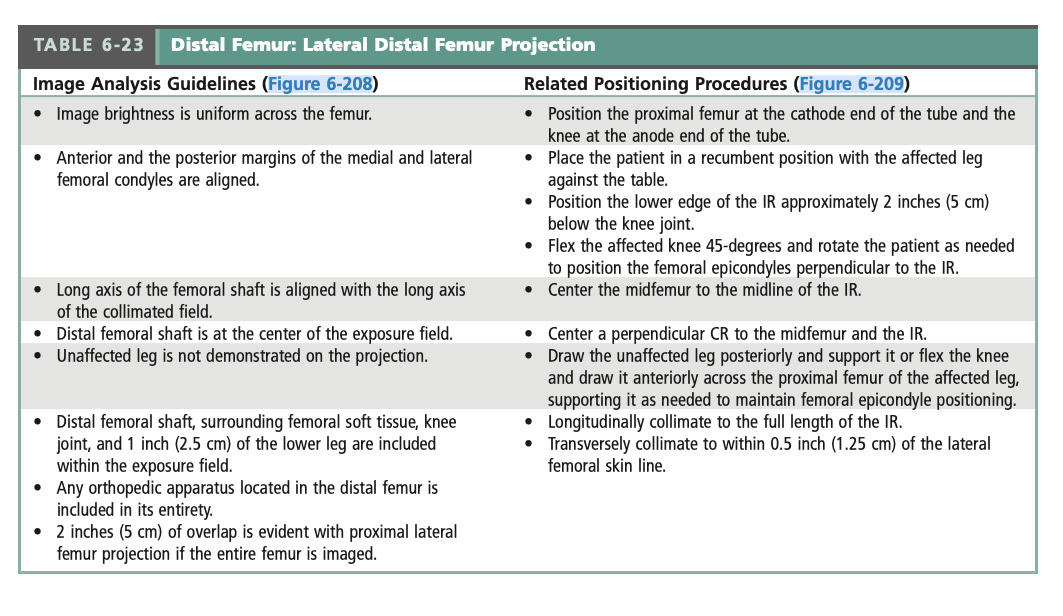 TABLE 6-23 Distal Femur: Lateral Distal Femur Projection
Image Analysis Guidelines (Figure 6-208) Related Positioning Procedures (Figure 6-209)
• Image brightness is uniform across the femur.
• Position the proximal femur at the cathode end of the tube and the
knee at the anode end of the tube.
• Anterior and the posterior margins of the medial and lateral
femoral condyles are aligned.
• Place the patient in a recumbent position with the affected leg
against the table.
• Position the lower edge of the IR approximately 2 inches (5 cm)
below the knee joint.
• Flex the affected knee 45-degrees and rotate the patient as needed
to position the femoral epicondyles perpendicular to the IR.
• Long axis of the femoral shaft is aligned with the long axis
of the collimated field.
• Center the midfemur to the midline of the IR.
• Distal femoral shaft is at the center of the exposure field.
• Center a perpendicular CR to the midfemur and the IR.
• Unaffected leg is not demonstrated on the projection.
• Draw the unaffected leg posteriorly and support it or flex the knee
and draw it anteriorly across the proximal femur of the affected leg,
supporting it as needed to maintain femoral epicondyle positioning.
• Distal femoral shaft, surrounding femoral soft tissue, knee
joint, and 1 inch (2.5 cm) of the lower leg are included
within the exposure field.
• Any orthopedic apparatus located in the distal femur is
included in its entirety.
• 2 inches (5 cm) of overlap is evident with proximal lateral
femur projection if the entire femur is imaged.
• Longitudinally collimate to the full length of the IR.
• Transversely collimate to within 0.5 inch (1.25 cm) of the lateral
femoral skin line.